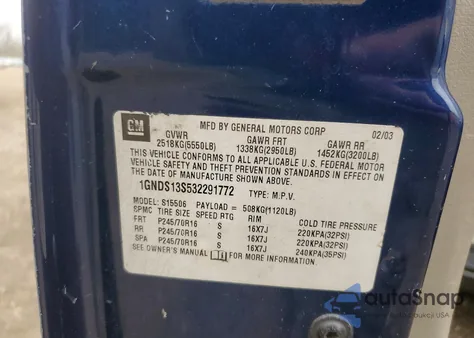 MFD BY GENERAL MOTORS CORP 02/03
GM GVWR GAWR FRT GAWR RR
2518KG(5550LB) 1338KG(2950LB) 1452KG(3200LB)
THIS VEHICLE CONFORMS TO ALL APPLICABLE U.S. FEDERAL MOTOR
VEHICLE SAFETY AND THEFT PREVENTION STANDARDS IN EFFECT ON
THE DATE OF MANUFACTURE SHOWN ABOVE.
1GNDS13S532291772 TYPE: M.P.V.
MODEL: S15506 PAYLOAD = 508KG(1120LB)
SPMC TIRE SIZE SPEED RTG RIM COLD TIRE PRESSURE
FRT P245/70R16 S 16X7J 220KPA(32PSI)
RR P245/70R16 S 16X7J 220KPA(32PSI)
SPA P245/70R16 S 16X7J 240KPA(35PSI)
SEE OWNER'S MANUAL FOR MORE INFORMATION.
autoSnap